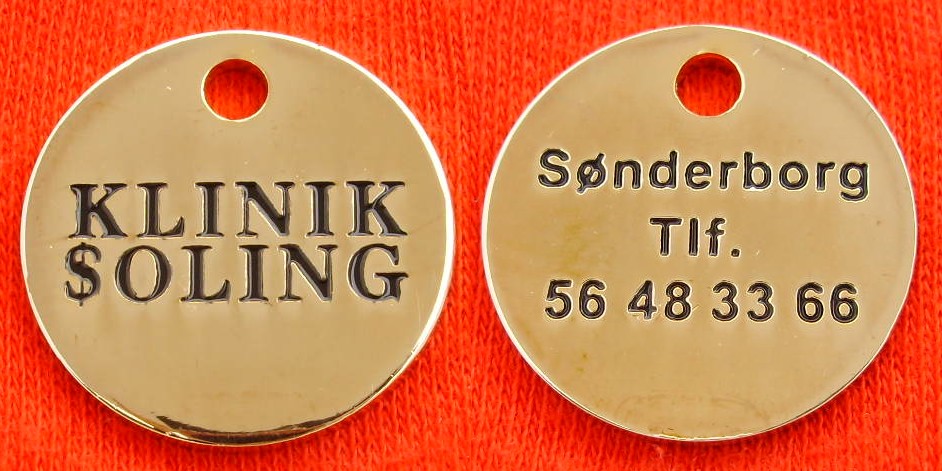 KLINIK
$OLING
Sønderborg
Tlf.
56 48 33 66